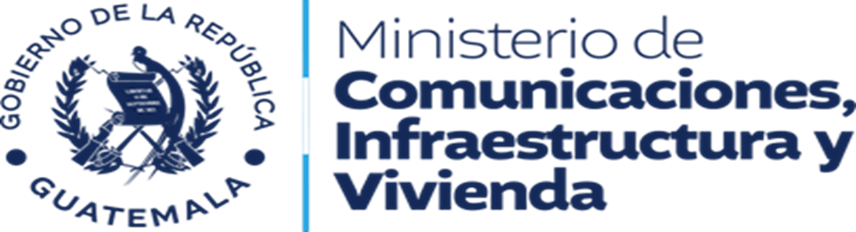 GOBIERNO DE LA REPÚBLICA
GUATEMALA
Ministerio de
Comunicaciones,
Infraestructura y
Vivienda